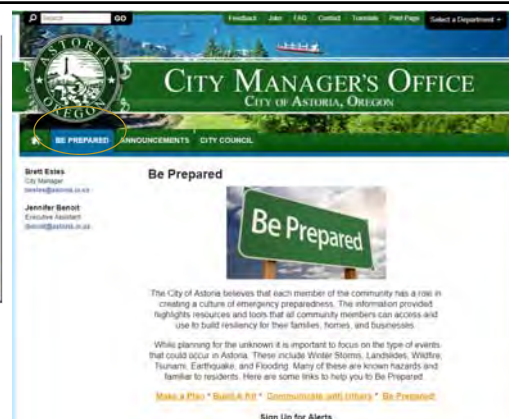 Search GO Feedback Jobs FAQ Contact Translate Print Page Select a Department
ASTORIA
OREGON
CITY MANAGER'S OFFICE
CITY OF ASTORIA, OREGON
BE PREPARED ANNOUNCEMENTS CITY COUNCIL
Brett Estes
City Manager
Jennifer Benoit
Executive Assistant
Be Prepared
Be Prepared
The City of Astoria believes that each member of the community has a role in
creating a culture of emergency preparedness. The information provided
highlights resources and tools that all community members can access and
use to build resiliency for their families, homes, and businesses.
While planning for the unknown it is important to focus on the type of events
that could occur in Astoria. These include Winter Storms, Landslides, Wildfire,
Tsunami, Earthquake, and Flooding. Many of these are known hazards and
familiar to residents. Here are some links to help you to Be Prepared.
Make a Plan * Build A Kit * Communicate with Others * Be Prepared!
Sign Up for Alerts